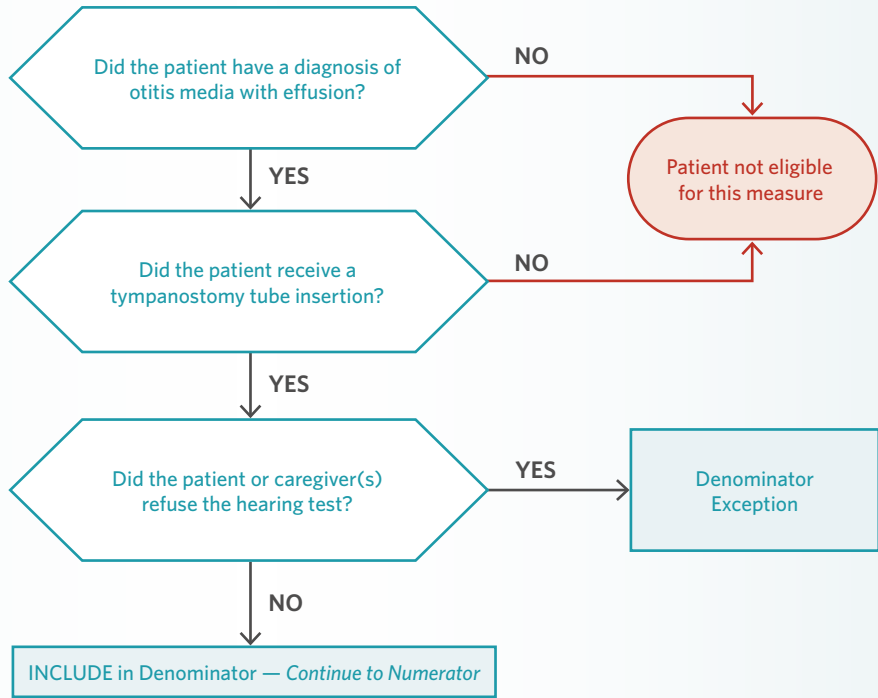 Did the patient have a diagnosis of
otitis media with effusion?
NO
Patient not eligible
for this measure
YES
Did the patient receive a
tympanostomy tube insertion?
NO
YES
Did the patient or caregiver(s)
refuse the hearing test?
YES
Denominator
Exception
NO
INCLUDE in Denominator — Continue to Numerator